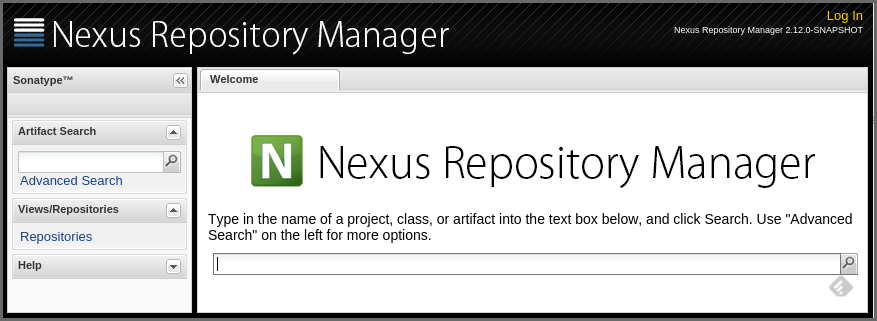 Nexus Repository Manager
Log In
Nexus Repository Manager 2.12.0-SNAPSHOT
Sonatype™
Artifact Search
Advanced Search
Views/Repositories
Repositories
Help
Welcome
N Nexus Repository Manager
Type in the name of a project, class, or artifact into the text box below, and click Search. Use "Advanced
Search" on the left for more options.